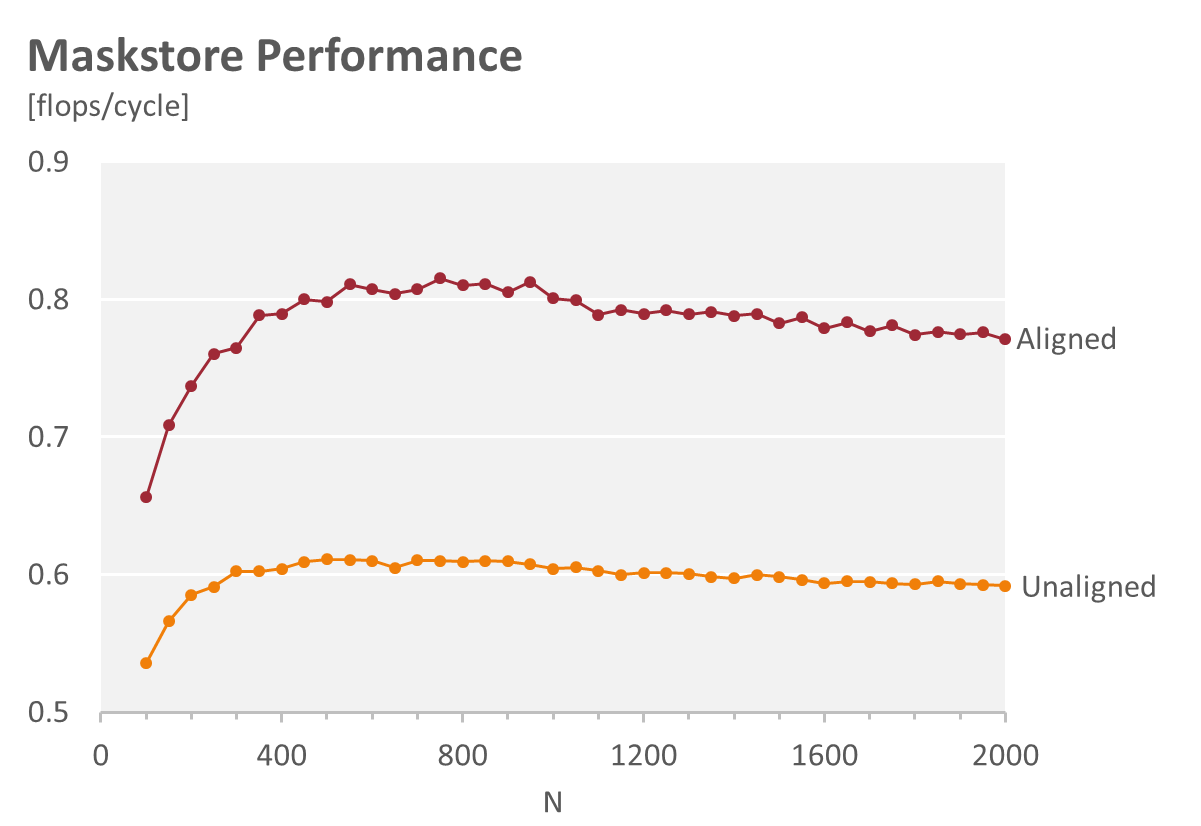 Maskstore Performance
[flops/cycle]
0.9
0.8
Aligned
0.7
0.6
Unaligned
0.5
0 400 800 1200 1600 2000
N